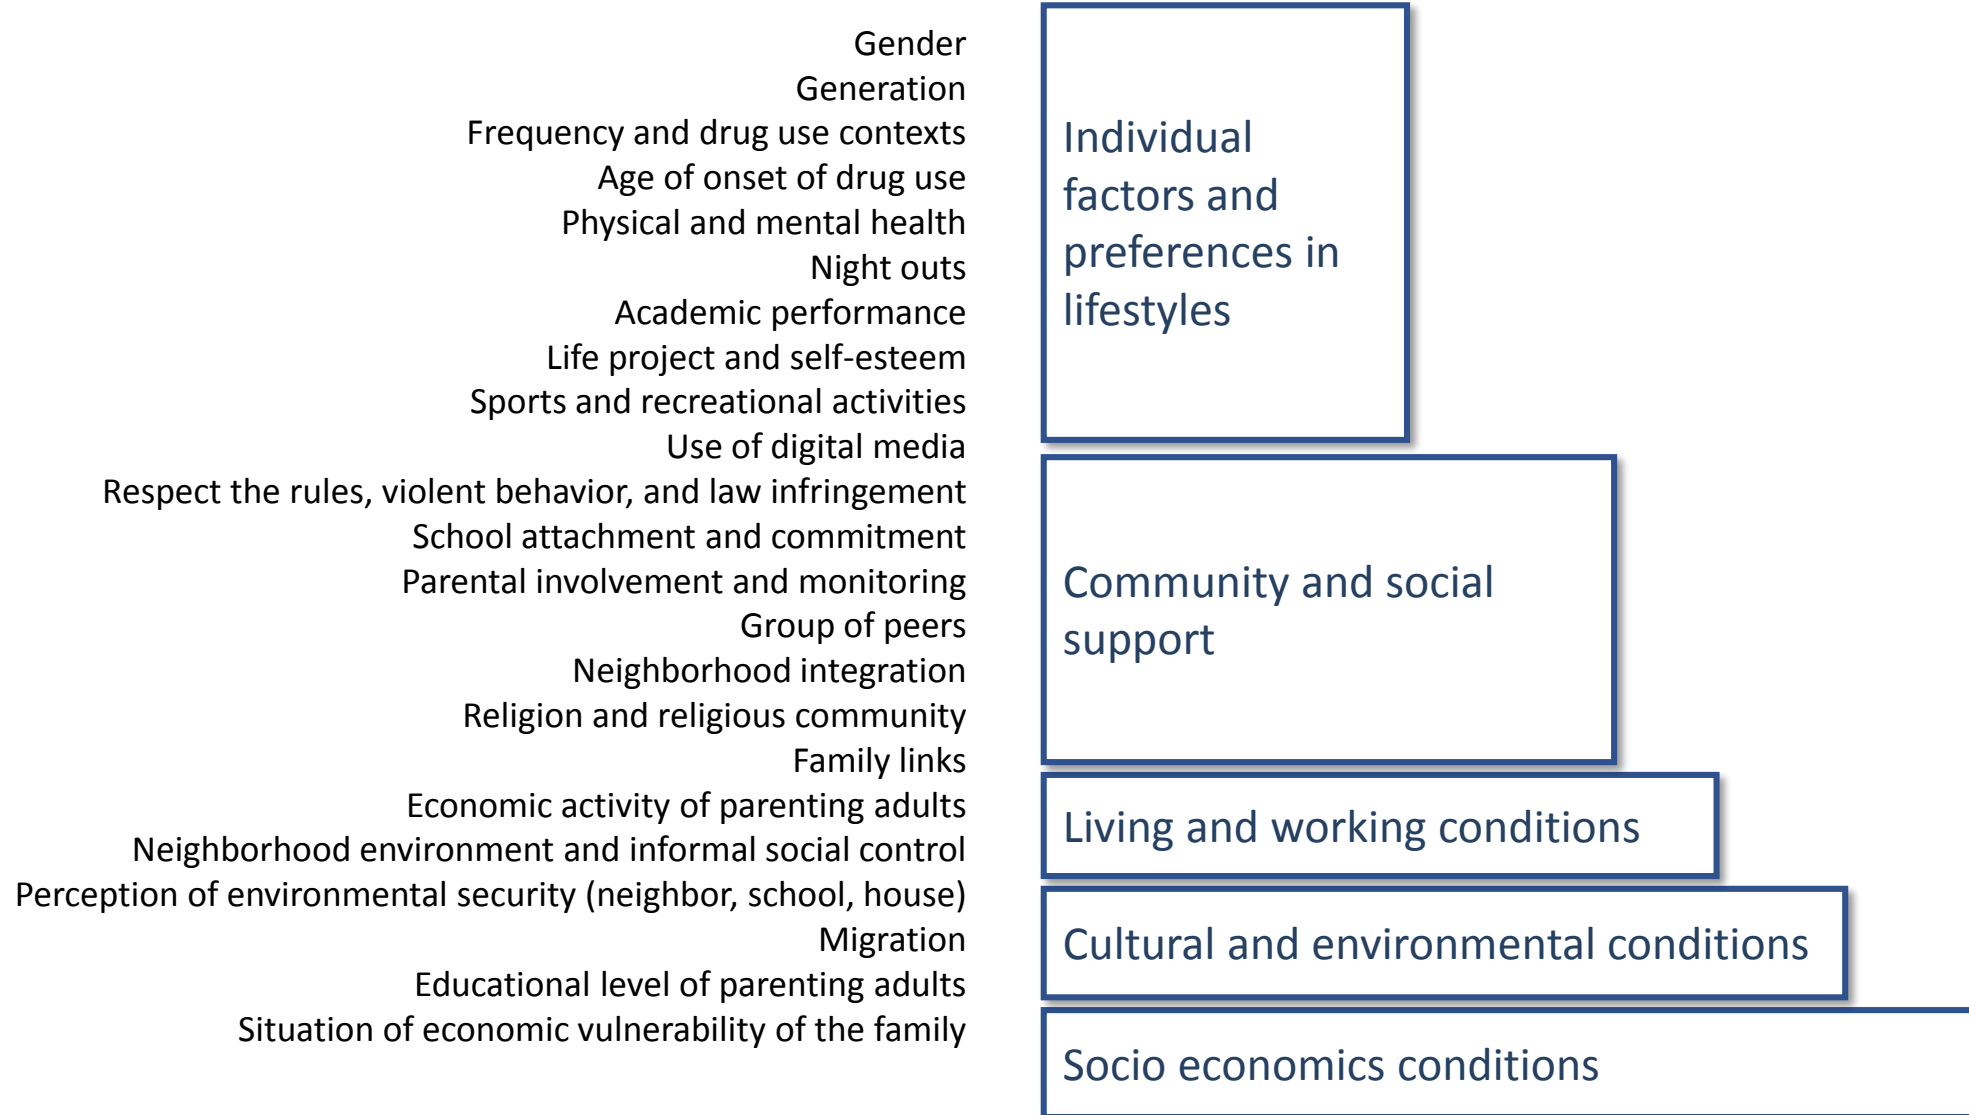 Gender
Generation
Frequency and drug use contexts
Age of onset of drug use
Physical and mental health
Night outs
Academic performance
Life project and self-esteem
Sports and recreational activities
Use of digital media
Respect the rules, violent behavior, and law infringement
School attachment and commitment
Parental involvement and monitoring
Group of peers
Neighborhood integration
Religion and religious community
Family links
Economic activity of parenting adults
Neighborhood environment and informal social control
Perception of environmental security (neighbor, school, house)
Migration
Educational level of parenting adults
Situation of economic vulnerability of the family
Individual
factors and
preferences in
lifestyles
Community and social
support
Living and working conditions
Cultural and environmental conditions
Socio economics conditions